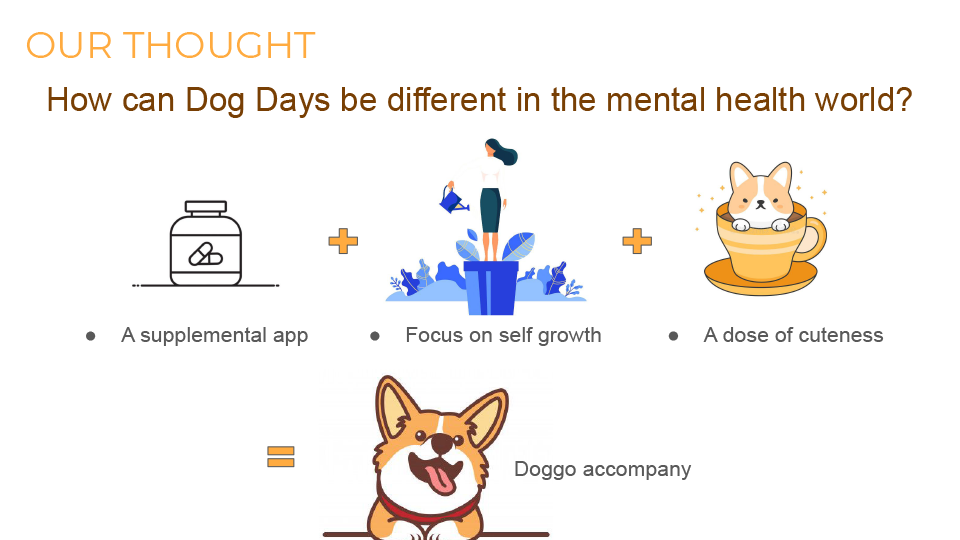 OUR THOUGHT
How can Dog Days be different in the mental health world?
● A supplemental app
● Focus on self growth
● A dose of cuteness
Doggo accompany